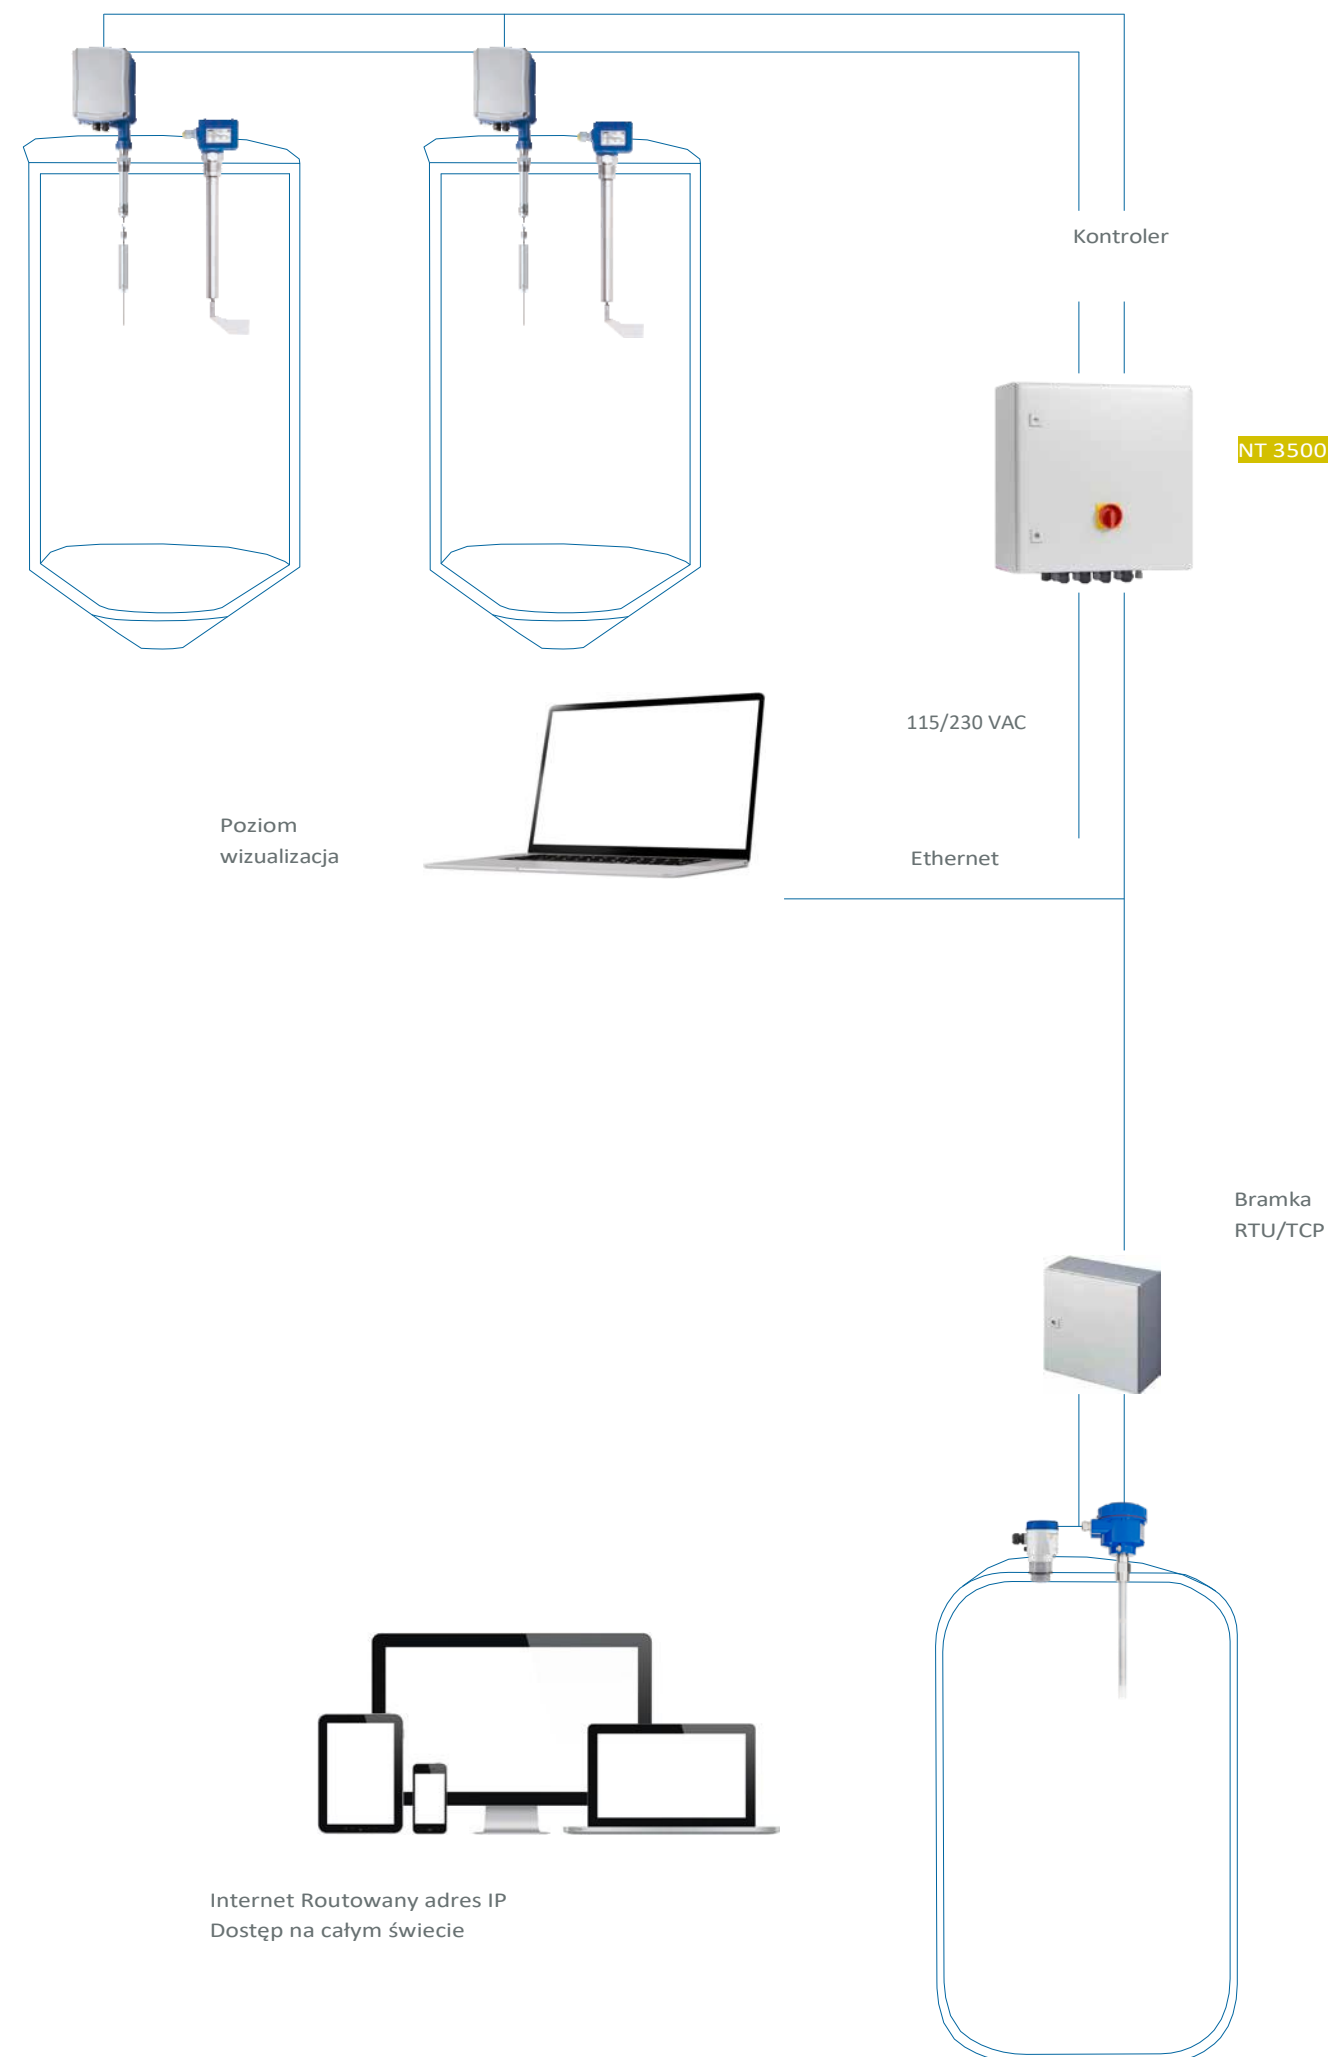 Kontroler
NT 3500
115/230 VAC
Poziom
wizualizacja
Ethernet
Bramka
RTU/TCP
Internet Routowany adres IP
Dostęp na całym świecie